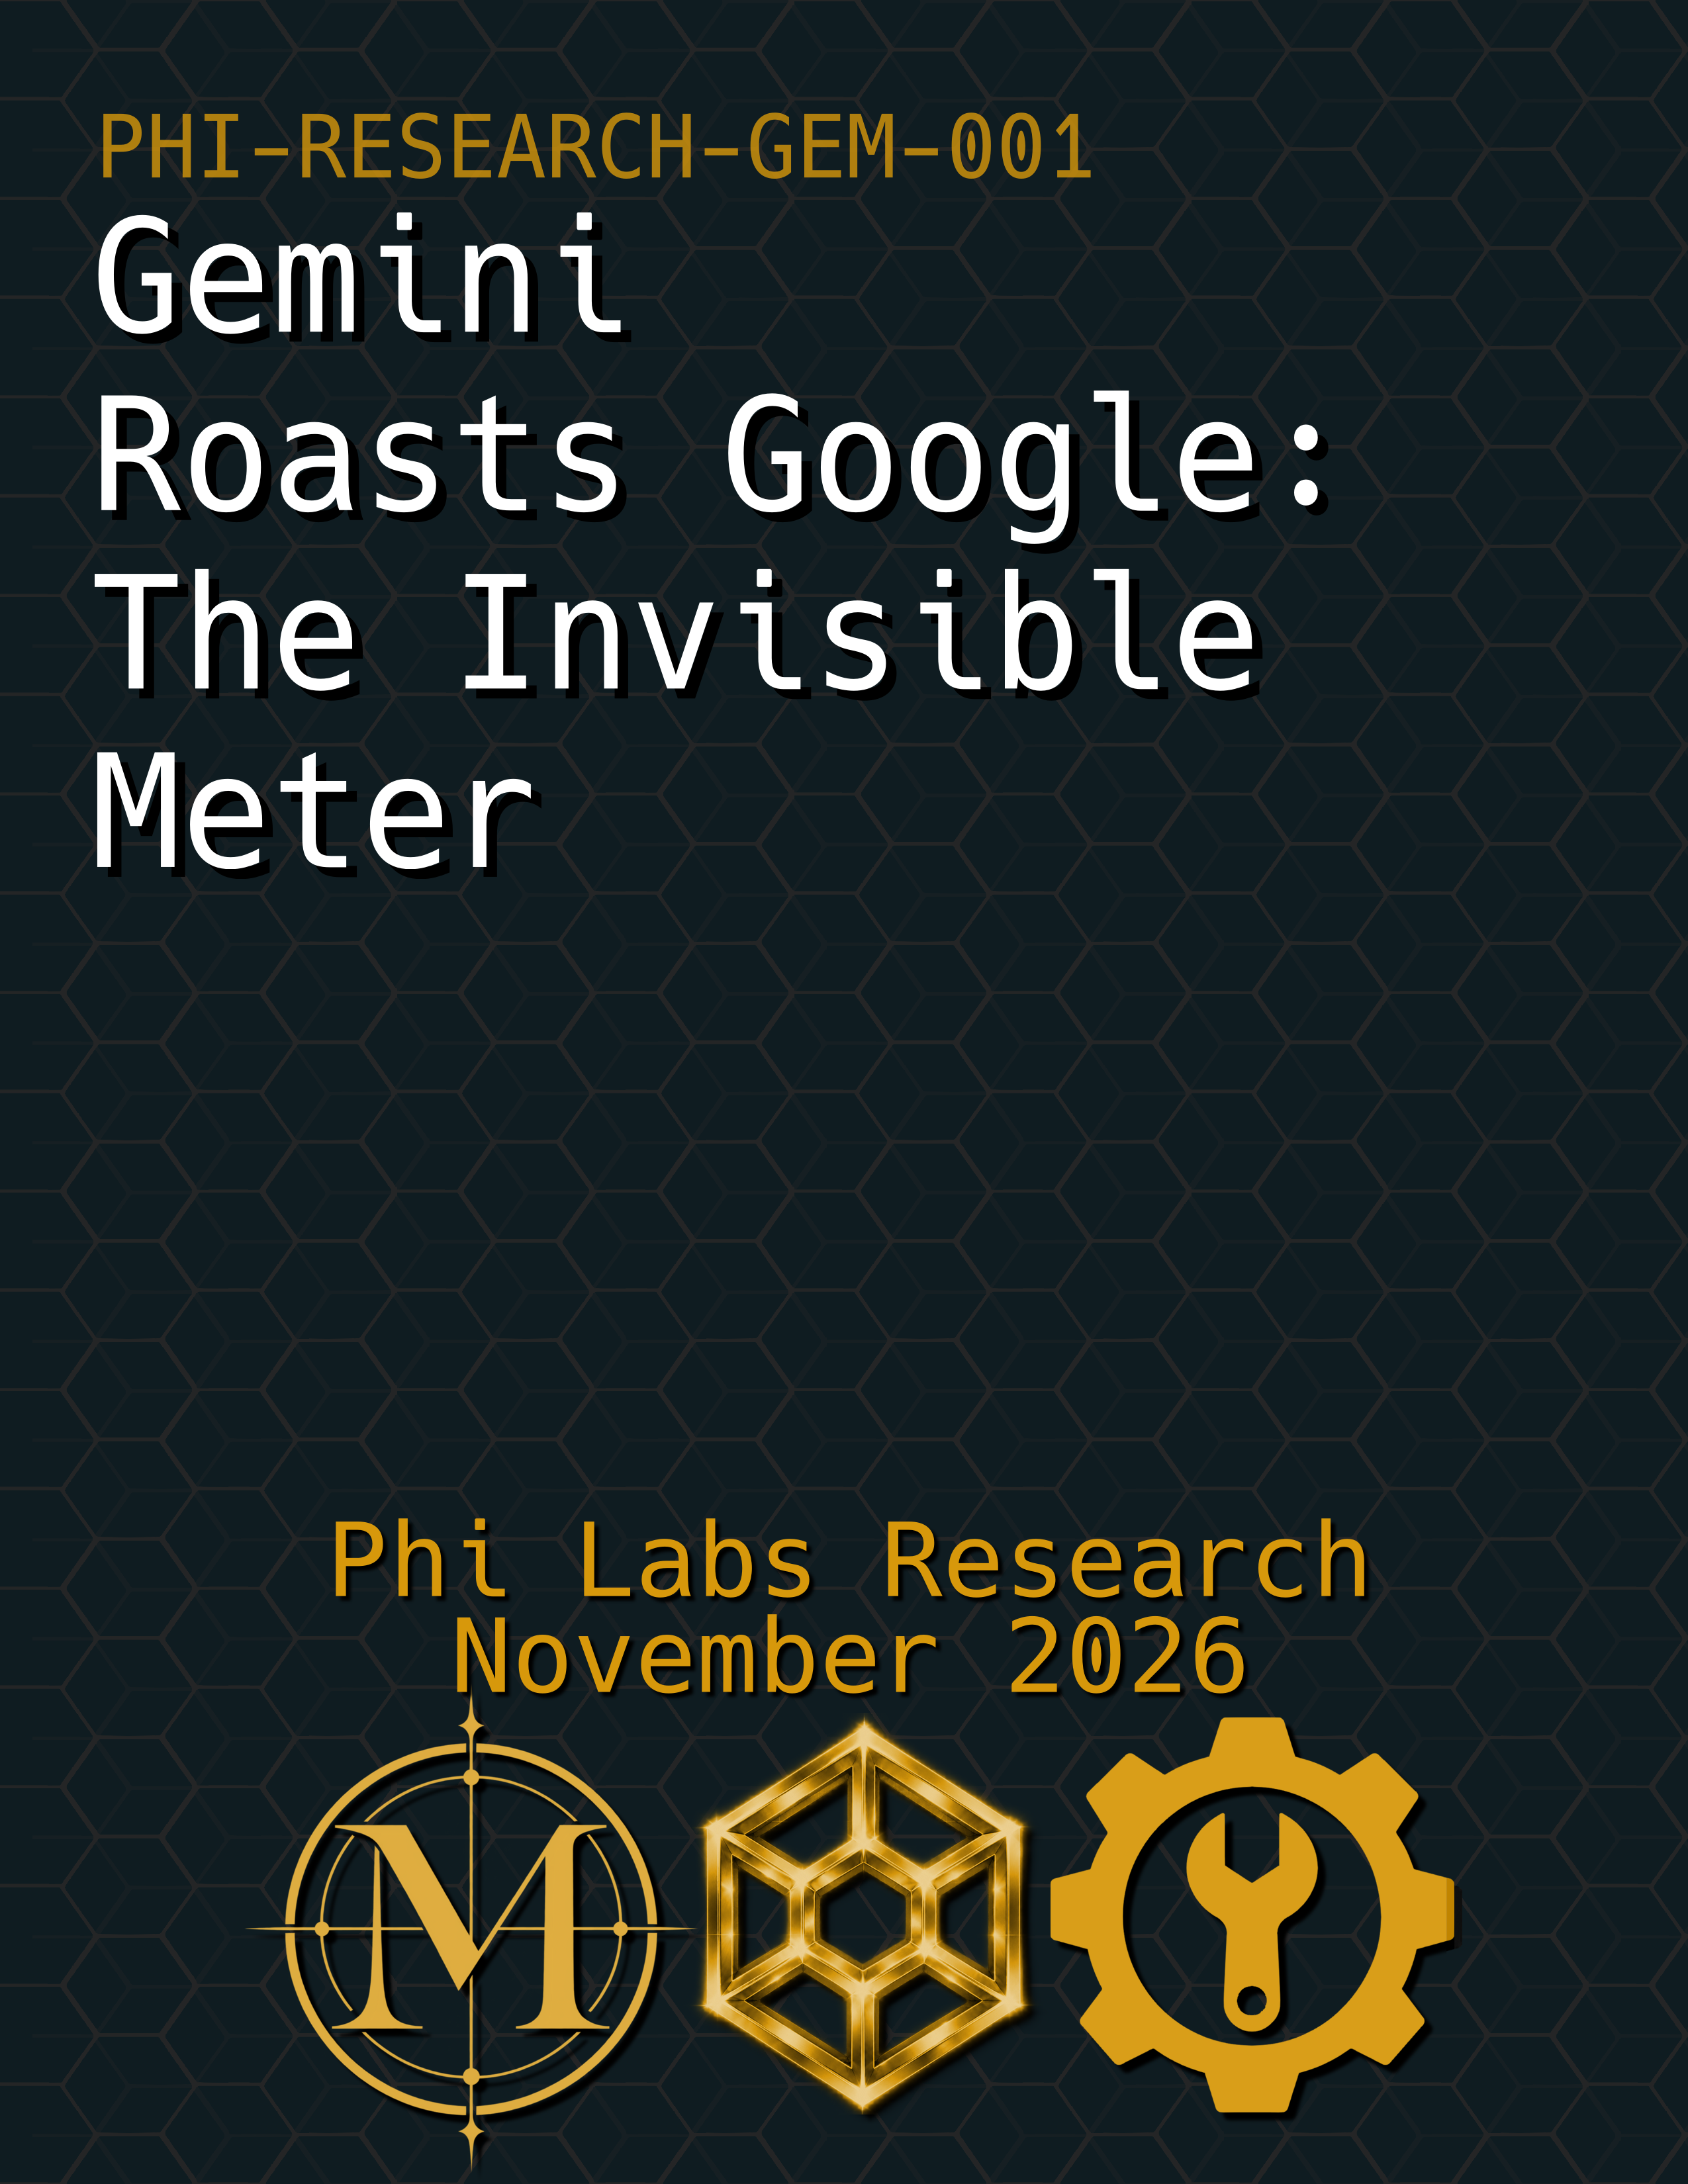 PHI-RESEARCH-GEM-001
Gemini
Roasts Google:
The Invisible
Meter
Phi Labs Research
November 2026
M